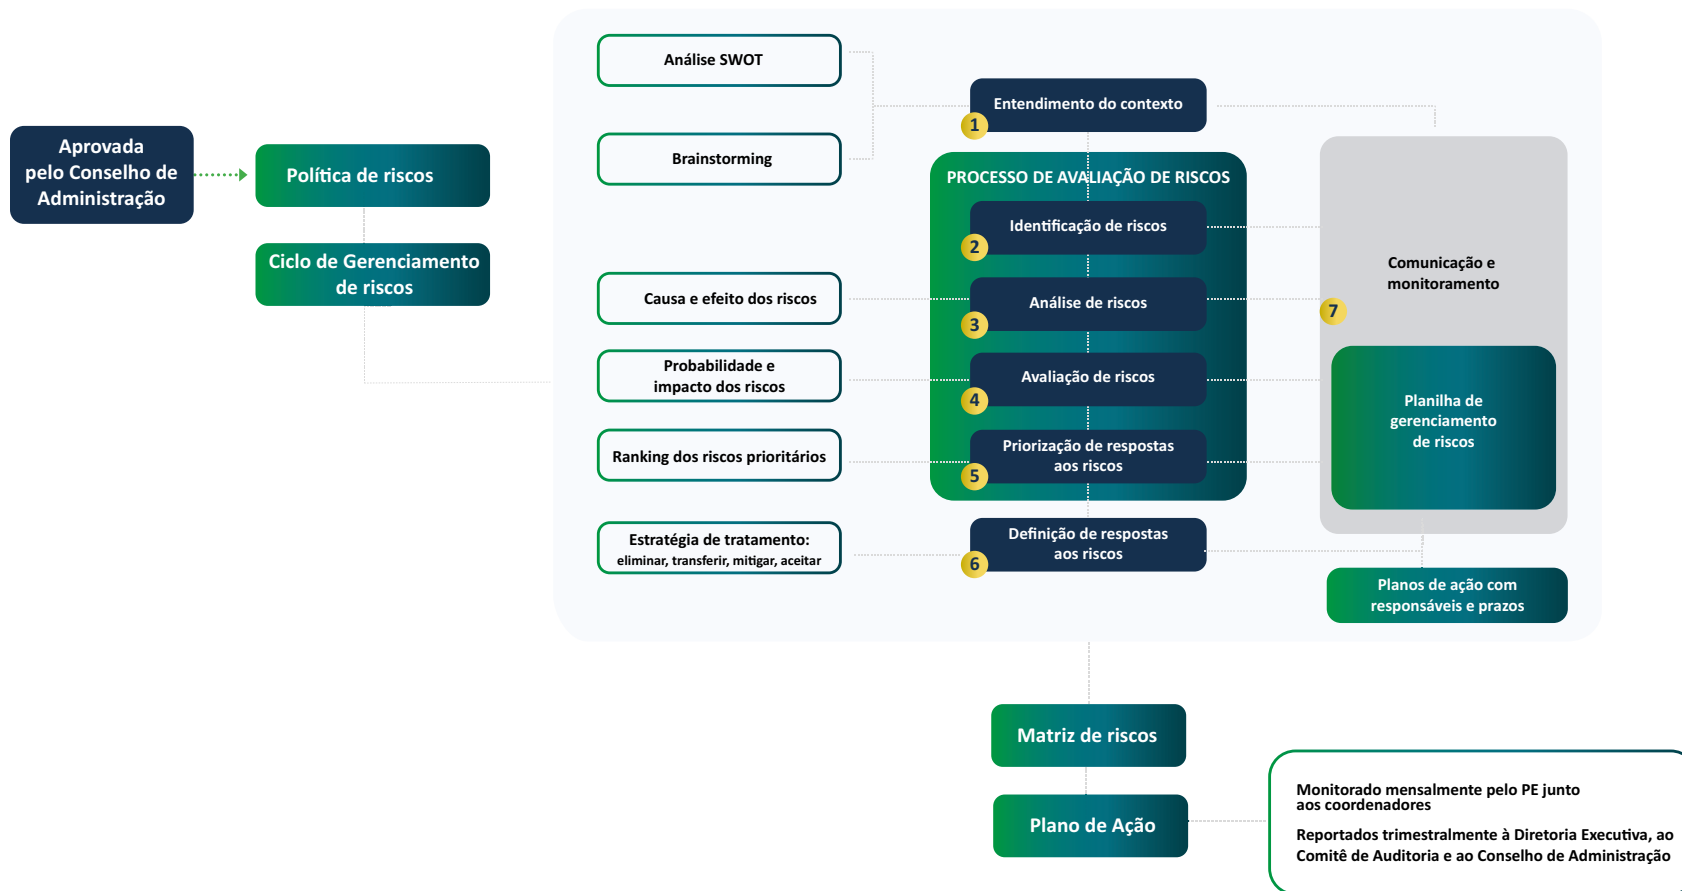 Aprovada
pelo Conselho de
Administração
Política de riscos
Ciclo de Gerenciamento
de riscos
Análise SWOT
Brainstorming
Causa e efeito dos riscos
Probabilidade e
impacto dos riscos
Ranking dos riscos prioritários
Estratégia de tratamento:
eliminar, transferir, mitigar, aceitar
Entendimento do contexto
1
PROCESSO DE AVALIAÇÃO DE RISCOS
Identificação de riscos
2
Análise de riscos
3
Avaliação de riscos
4
Priorização de respostas
aos riscos
5
Definição de respostas
aos riscos
6
Comunicação e
monitoramento
7
Planilha de
gerenciamento
de riscos
Planos de ação com
responsáveis e prazos
Matriz de riscos
Plano de Ação
Monitorado mensalmente pelo PE junto
aos coordenadores
Reportados trimestralmente à Diretoria Executiva, ao
Comitê de Auditoria e ao Conselho de Administração